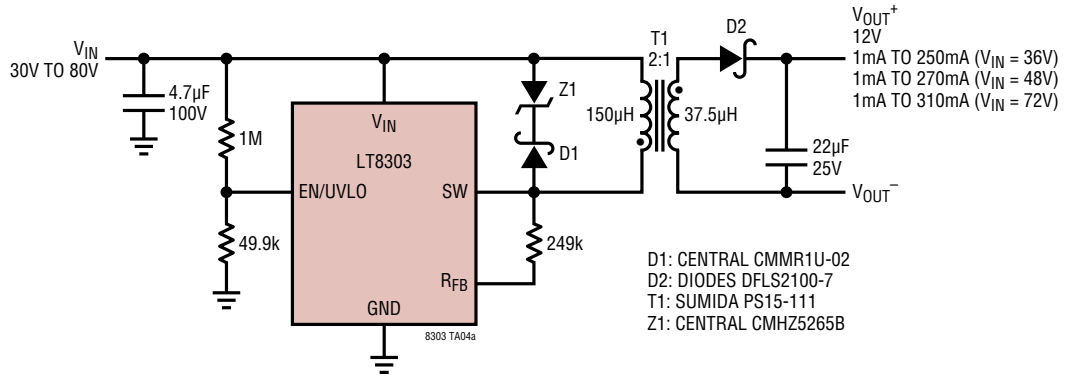 VIN
30V TO 80V
4.7µF
100V
1M
49.9k
VIN
LT8303
EN/UVLO
SW
RFB
GND
8303 TA04a
Z1
D1
249k
T1
2:1
150µH
37.5µH
D2
22µF
25V
VOUT+
12V
1mA TO 250mA (VIN = 36V)
1mA TO 270mA (VIN = 48V)
1mA TO 310mA (VIN = 72V)
VOUT–
D1: CENTRAL CMMR1U-02
D2: DIODES DFLS2100-7
T1: SUMIDA PS15-111
Z1: CENTRAL CMHZ5265B